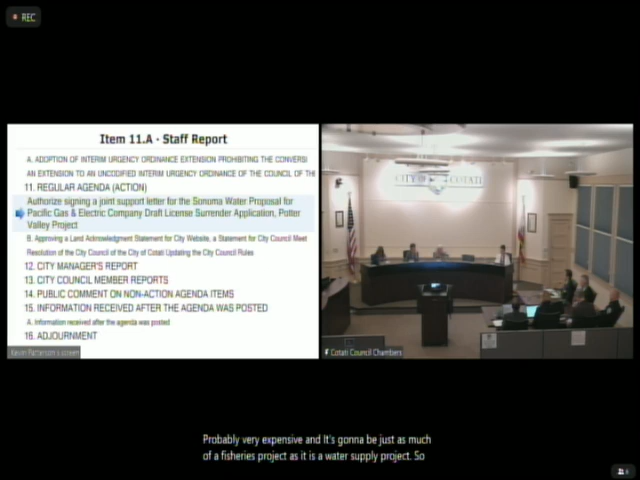 REC
Item 11.A - Staff Report
A. ADOPTION OF INTERIM URGENCY ORDINANCE EXTENSION PROHIBITING THE CONVERSI
AN EXTENSION TO AN UNCODIFIED INTERIM URGENCY ORDINANCE OF THE COUNCIL OF THE
11. REGULAR AGENDA (ACTION)
Authorize signing a joint support letter for the Sonoma Water Proposal for
Pacific Gas & Electric Company Draft License Surrender Application, Potter
Valley Project
B. Approving a Land Acknowledgment Statement for City Website, a Statement for City Council Meet
Resolution of the City Council of the City of Cotati Updating the City Council Rules
12. CITY MANAGER'S REPORT
13. CITY COUNCIL MEMBER REPORTS
14. PUBLIC COMMENT ON NON-ACTION AGENDA ITEMS
15. INFORMATION RECEIVED AFTER THE AGENDA WAS POSTED
A. Information received after the agenda was posted
16. ADJOURNMENT
Kevin Patterson's screen
CITY OF COTATI
Cotati Council Chambers
Probably very expensive and It's gonna be just as much
of a fisheries project as it is a water supply project. So
6